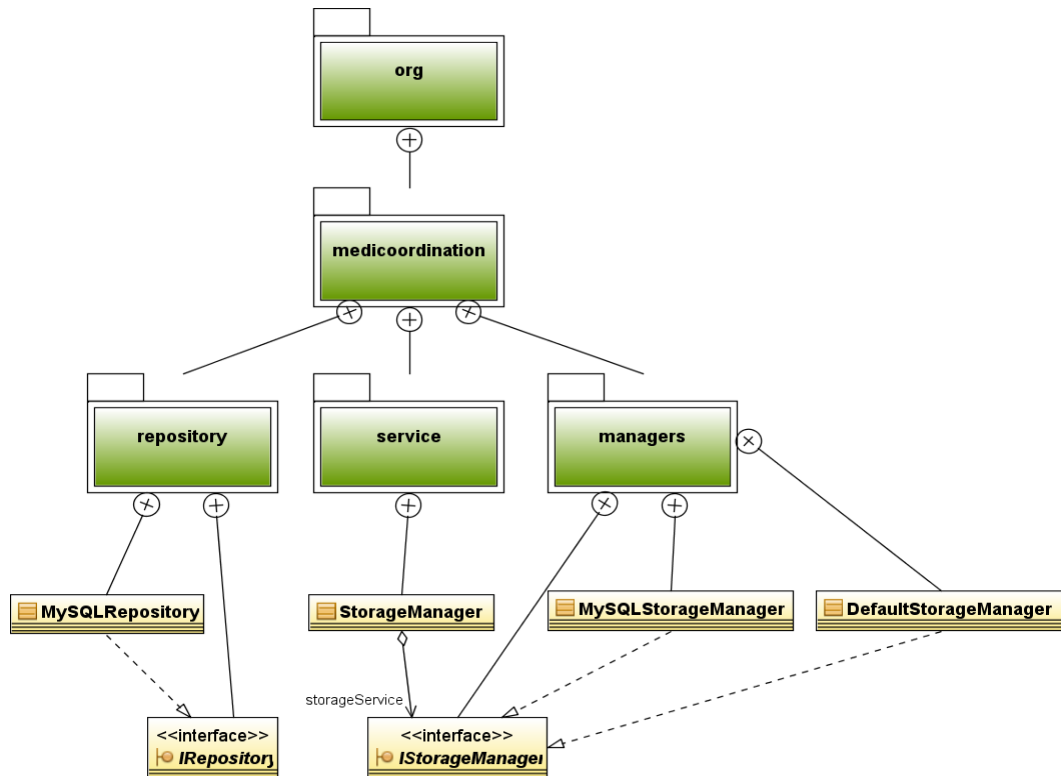 org
medicoordination
repository
service
managers
MySQLRepository
StorageManager
MySQLStorageManager
DefaultStorageManager
storageService
<<interface>>
IRepository
<<interface>>
IStorageManager